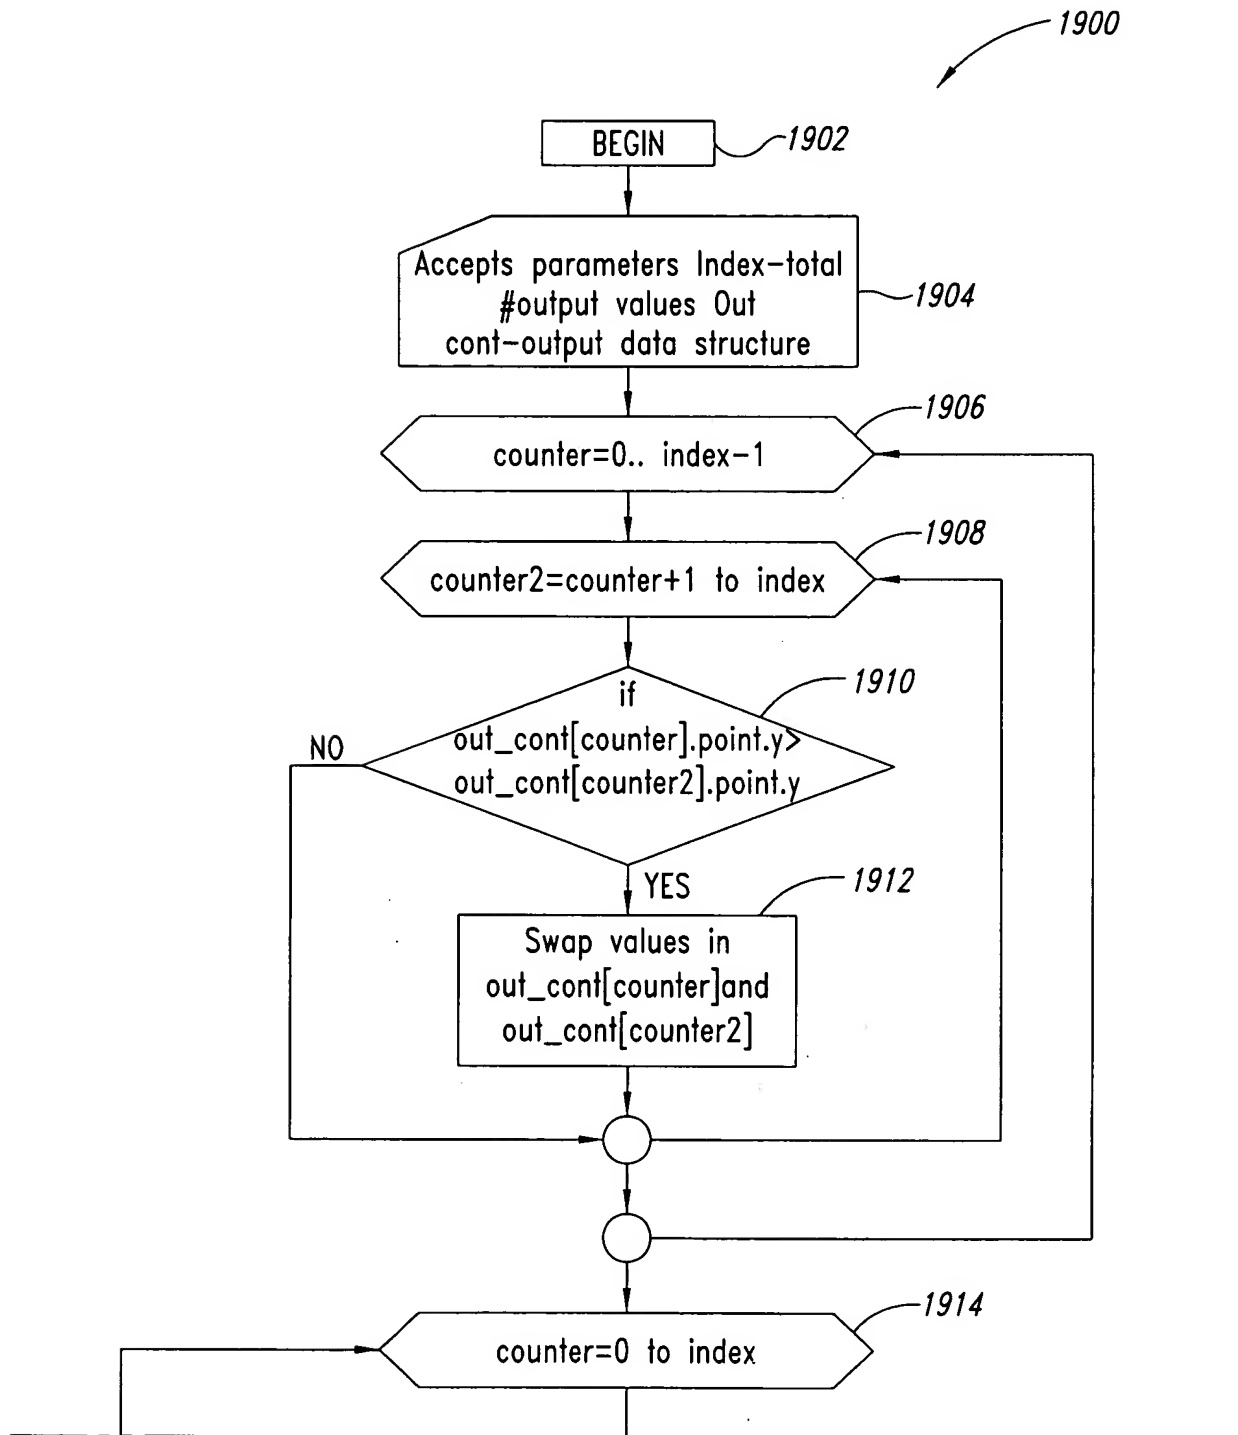 1900
BEGIN
1902
Accepts parameters Index-total
#output values Out
cont-output data structure
1904
1906
counter=0.. index-1
1908
counter2=counter+1 to index
1910
if
out_cont[counter].point.y>
out_cont[counter2].point.y
NO
YES
1912
Swap values in
out_cont[counter]and
out_cont[counter2]
1914
counter=0 to index